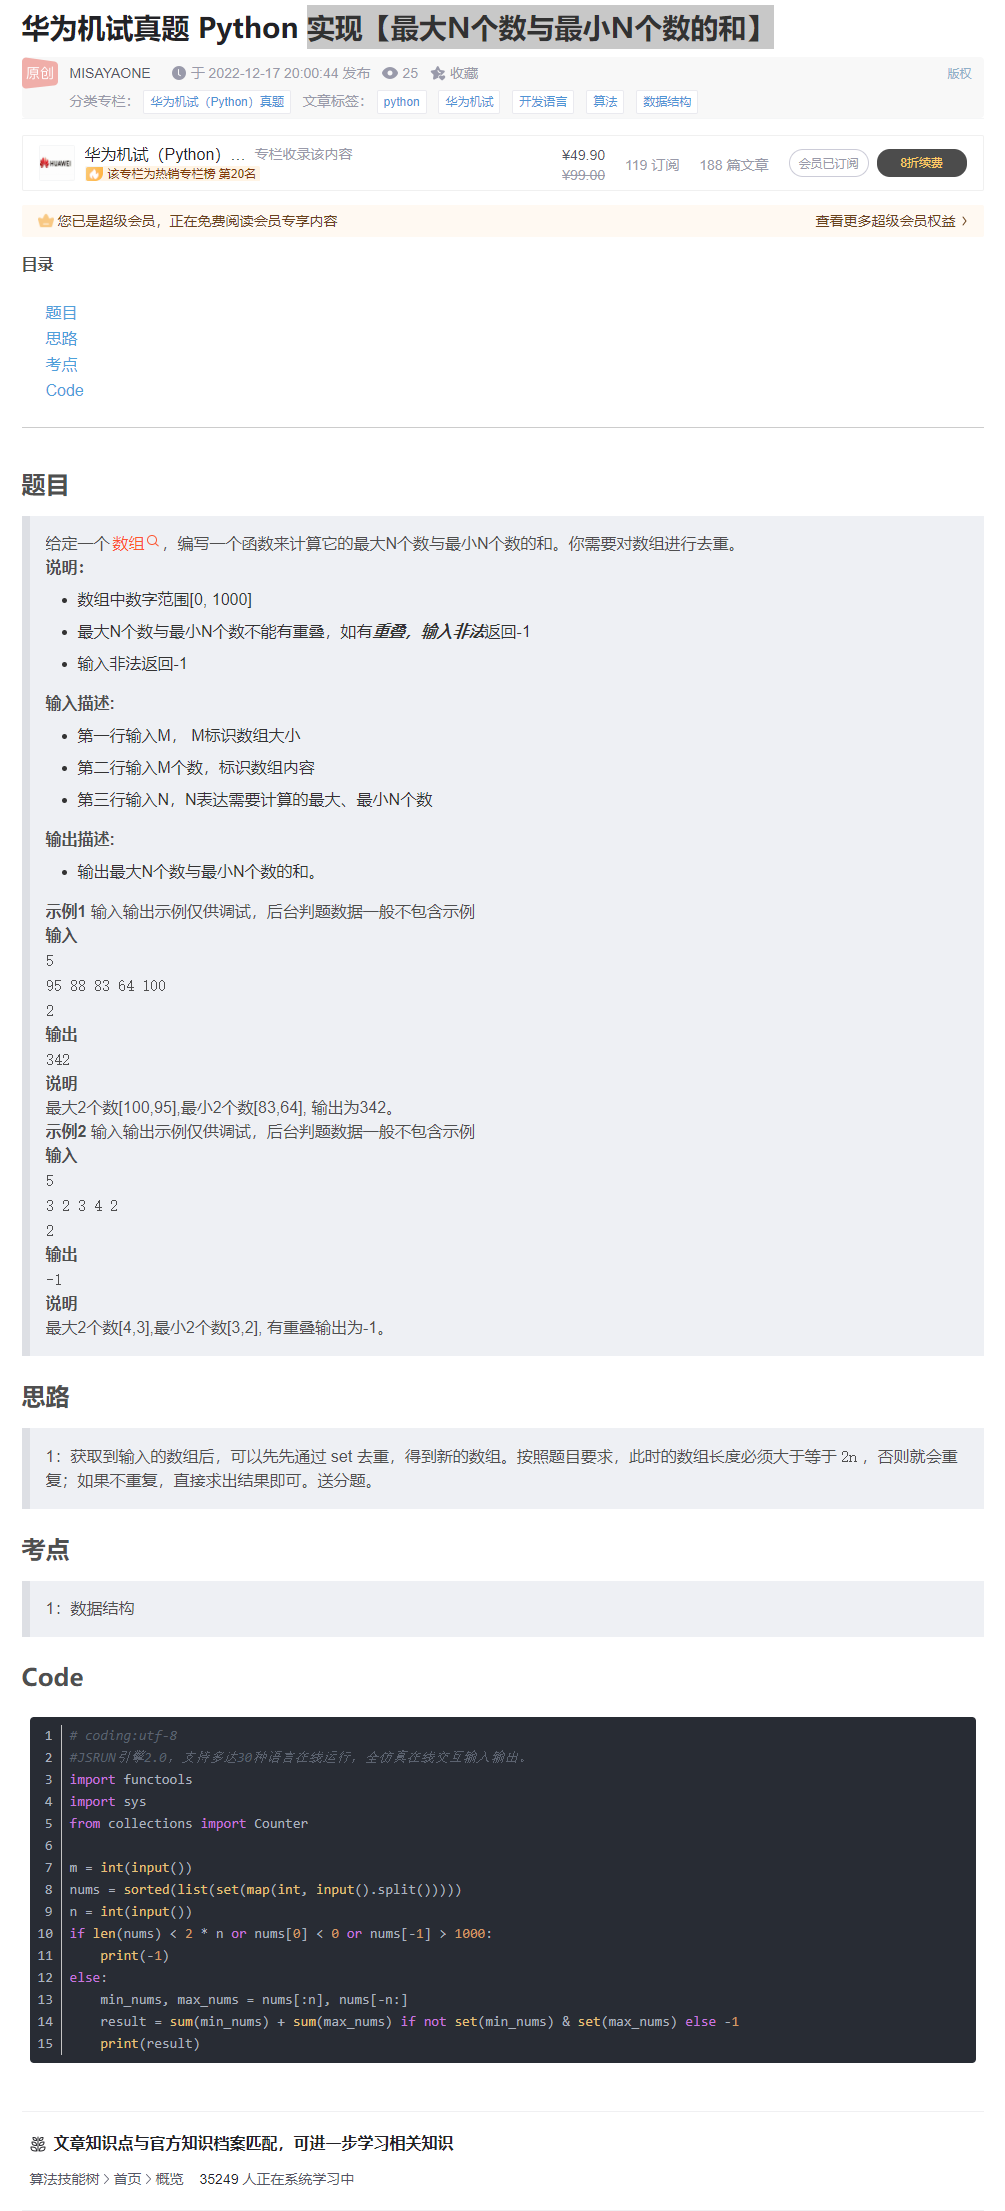 华为机试真题 Python 实现【最大N个数与最小N个数的和】
原创 MISAYAONE 于 2022-12-17 20:00:44 发布 25 收藏 版权
分类专栏： 华为机试（Python）真题 文章标签： python 华为机试 开发语言 算法 数据结构
HUAWEI 华为机试（Python）... 专栏收录该内容 ¥49.90 119 订阅 188 篇文章 会员已订阅 8折续费
该专栏为热销专栏榜 第20名 ¥99.00
您已是超级会员，正在免费阅读会员专享内容 查看更多超级会员权益
目录
题目
思路
考点
Code
题目
给定一个 数组，编写一个函数来计算它的最大N个数与最小N个数的和。你需要对数组进行去重。
说明：
• 数组中数字范围[0, 1000]
• 最大N个数与最小N个数不能有重叠，如有重叠，输入非法返回-1
• 输入非法返回-1
输入描述:
• 第一行输入M， M标识数组大小
• 第二行输入M个数，标识数组内容
• 第三行输入N，N表达需要计算的最大、最小N个数
输出描述:
• 输出最大N个数与最小N个数的和。
示例1 输入输出示例仅供调试，后台判题数据一般不包含示例
输入
5
95 88 83 64 100
2
输出
342
说明
最大2个数[100,95],最小2个数[83,64], 输出为342。
示例2 输入输出示例仅供调试，后台判题数据一般不包含示例
输入
5
3 2 3 4 2
2
输出
-1
说明
最大2个数[4,3],最小2个数[3,2], 有重叠输出为-1。
思路
1：获取到输入的数组后，可以先先通过 set 去重，得到新的数组。按照题目要求，此时的数组长度必须大于等于 2n ，否则就会重
复；如果不重复，直接求出结果即可。送分题。
考点
1：数据结构
Code
1 # coding:utf-8
2 #JSRUN引擎2.0，支持多达30种语言在线运行，全仿真在线交互输入输出。
3 import functools
4 import sys
5 from collections import Counter
6
7 m = int(input())
8 nums = sorted(list(set(map(int, input().split()))))
9 n = int(input())
10 if len(nums) < 2 * n or nums[0] < 0 or nums[-1] > 1000:
11     print(-1)
12 else:
13     min_nums, max_nums = nums[:n], nums[-n:]
14     result = sum(min_nums) + sum(max_nums) if not set(min_nums) & set(max_nums) else -1
15     print(result)
文章知识点与官方知识档案匹配，可进一步学习相关知识
算法技能树 > 首页 > 概览 35249 人正在系统学习中